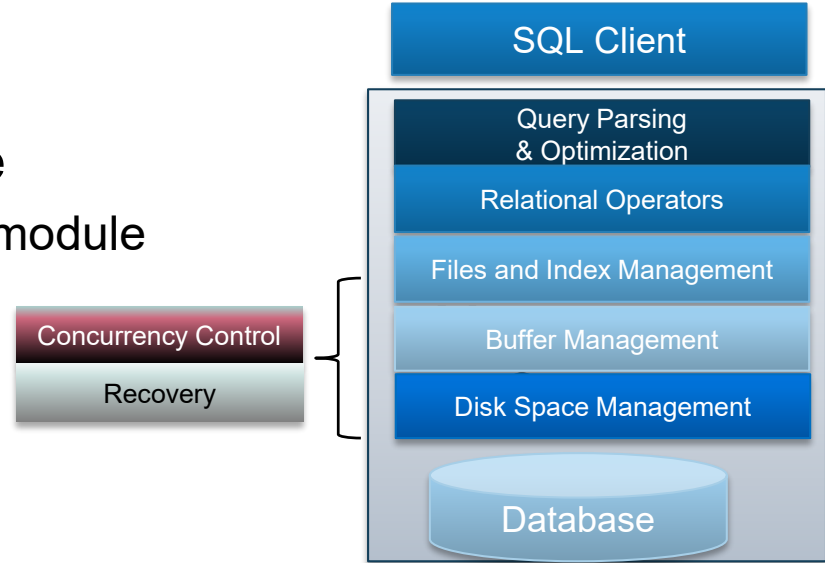 SQL Client
Query Parsing
& Optimization
Relational Operators
module
Files and Index Management
Concurrency Control
Buffer Management
Recovery
Disk Space Management
Database